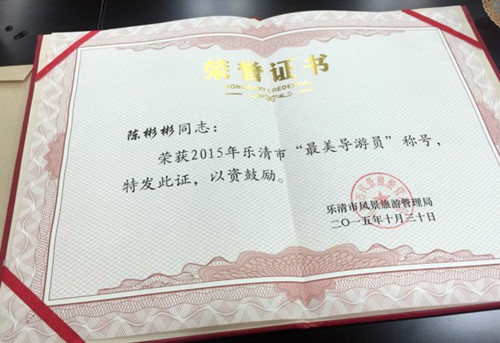 荣誉证书
HONORARY CREDENTIAL
陈彬彬同志：
荣获2015年乐清市“最美导游员”称号，
特发此证，以资鼓励。
乐清市风景旅游管理局
二〇一五年十月三十日